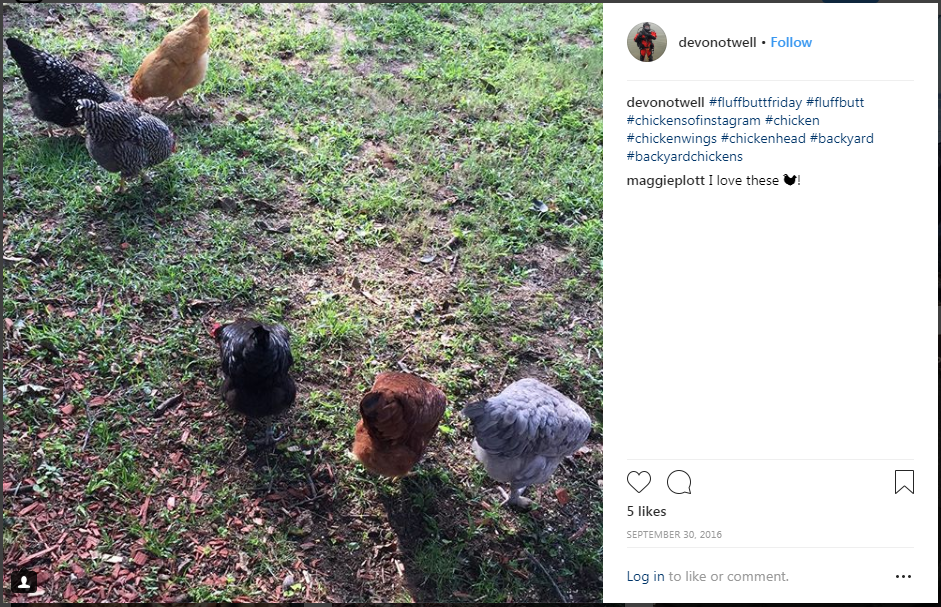 devonotwell • Follow
devonotwell #fluffbuttfriday #fluffbutt
#chickensofinstagram #chicken
#chickenwings #chickenhead #backyard
#backyardchickens
maggieplott I love these 🐔!
5 likes
SEPTEMBER 30, 2016
Log in to like or comment.